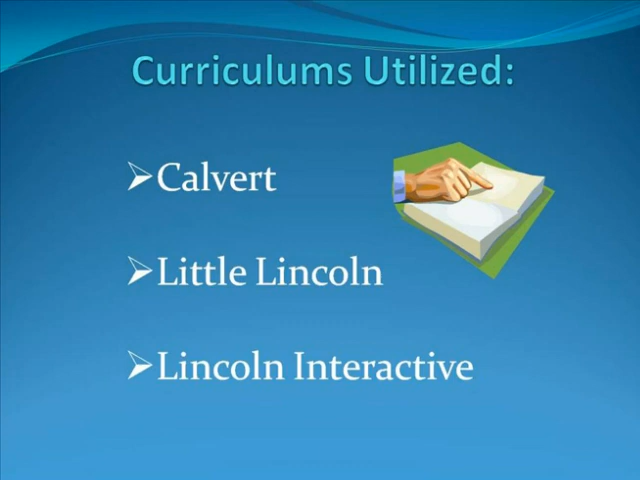 Curriculums Utilized:
➢Calvert
➢Little Lincoln
➢Lincoln Interactive